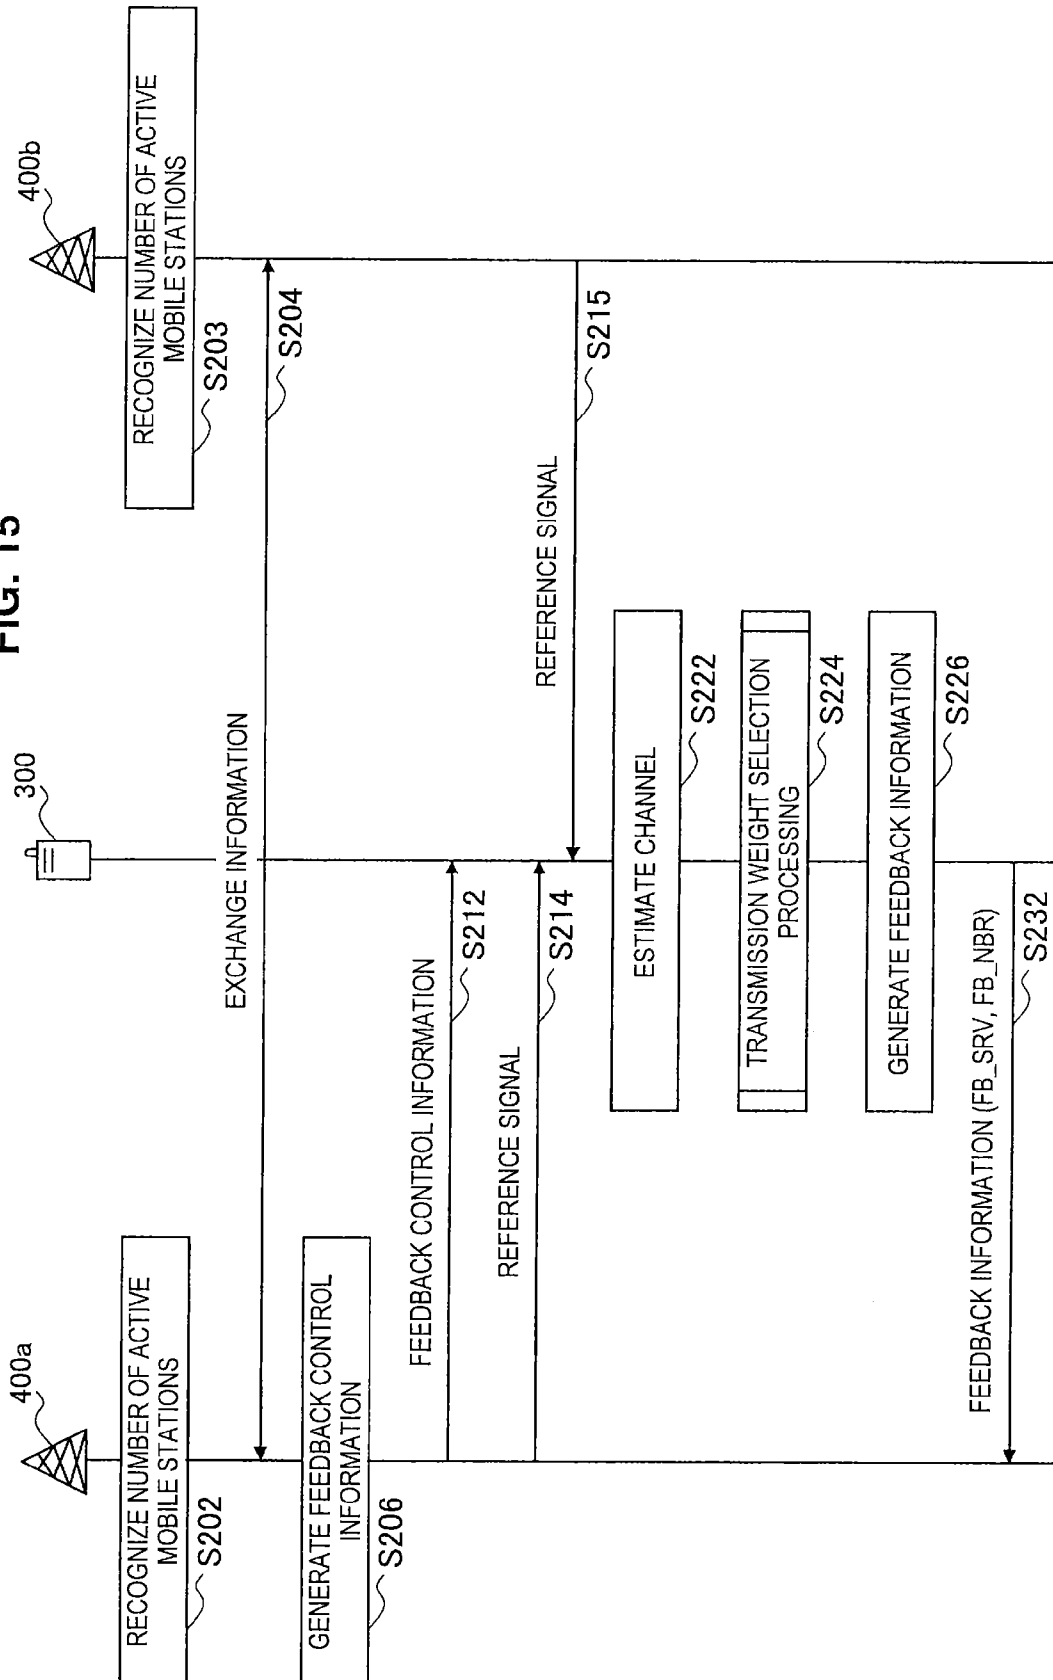 FIG. 15
400a
300
400b
RECOGNIZE NUMBER OF ACTIVE
MOBILE STATIONS
S202
RECOGNIZE NUMBER OF ACTIVE
MOBILE STATIONS
S203
EXCHANGE INFORMATION
S204
GENERATE FEEDBACK CONTROL
INFORMATION
S206
FEEDBACK CONTROL INFORMATION
S212
REFERENCE SIGNAL
S214
REFERENCE SIGNAL
S215
ESTIMATE CHANNEL
S222
TRANSMISSION WEIGHT SELECTION
PROCESSING
S224
GENERATE FEEDBACK INFORMATION
S226
FEEDBACK INFORMATION (FB_SRV, FB_NBR)
S232